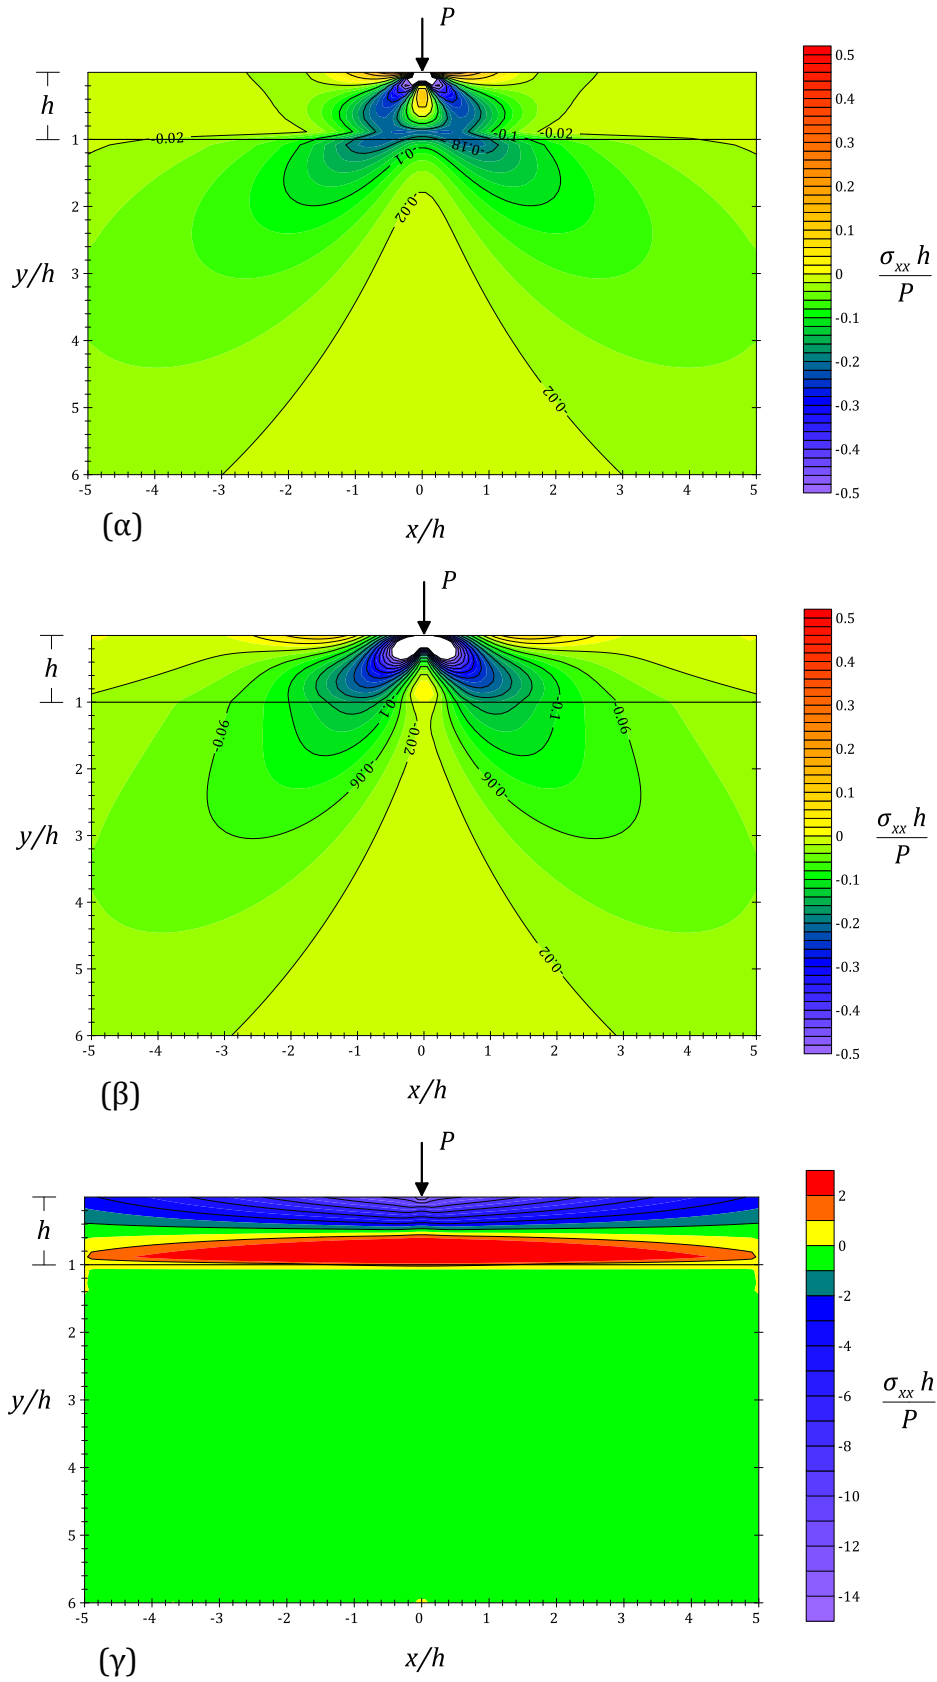 P
h
-0.02
-0.1
-0.02
-0.18
-0.1
-0.02
-0.02
1
2
3
4
5
6
y/h
-5 -4 -3 -2 -1 0 1 2 3 4 5
x/h
(α)
0.5
0.4
0.3
0.2
0.1
0
-0.1
-0.2
-0.3
-0.4
-0.5
σxx h
P
P
h
-0.06
-0.1
-0.02
-0.06
-0.06
-0.1
-0.06
-0.02
1
2
3
4
5
6
y/h
-5 -4 -3 -2 -1 0 1 2 3 4 5
x/h
(β)
0.5
0.4
0.3
0.2
0.1
0
-0.1
-0.2
-0.3
-0.4
-0.5
σxx h
P
P
h
1
2
3
4
5
6
y/h
-5 -4 -3 -2 -1 0 1 2 3 4 5
x/h
(γ)
2
0
-2
-4
-6
-8
-10
-12
-14
σxx h
P